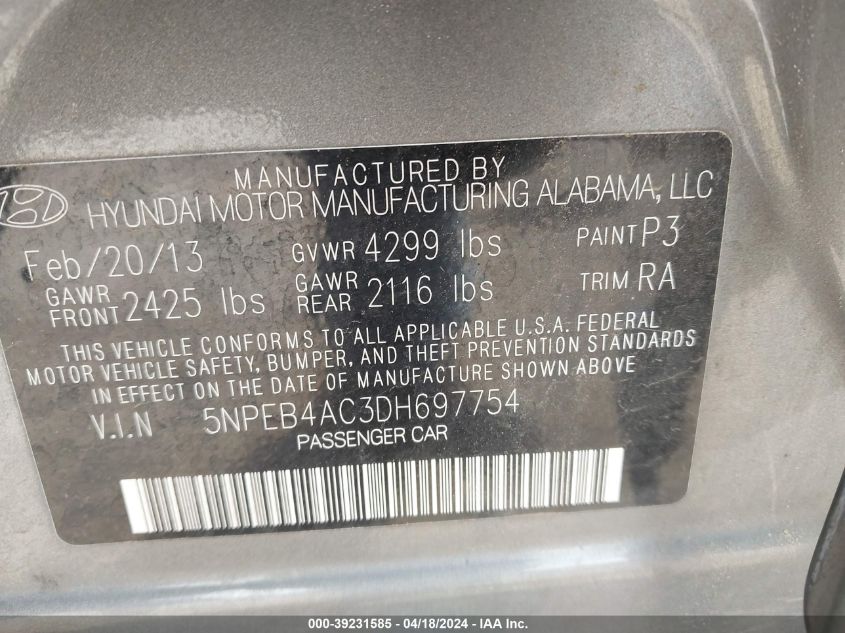 MANUFACTURED BY
HYUNDAI MOTOR MANUFACTURING ALABAMA, LLC
Feb/20/13 GVWR 4299 lbs PAINT P3
GAWR FRONT 2425 lbs GAWR REAR 2116 lbs TRIM RA
THIS VEHICLE CONFORMS TO ALL APPLICABLE U.S.A. FEDERAL
MOTOR VEHICLE SAFETY, BUMPER, AND THEFT PREVENTION STANDARDS
IN EFFECT ON THE DATE OF MANUFACTURE SHOWN ABOVE
V.I.N 5NPEB4AC3DH697754
PASSENGER CAR
000-39231585 - 04/18/2024 - IAA Inc.